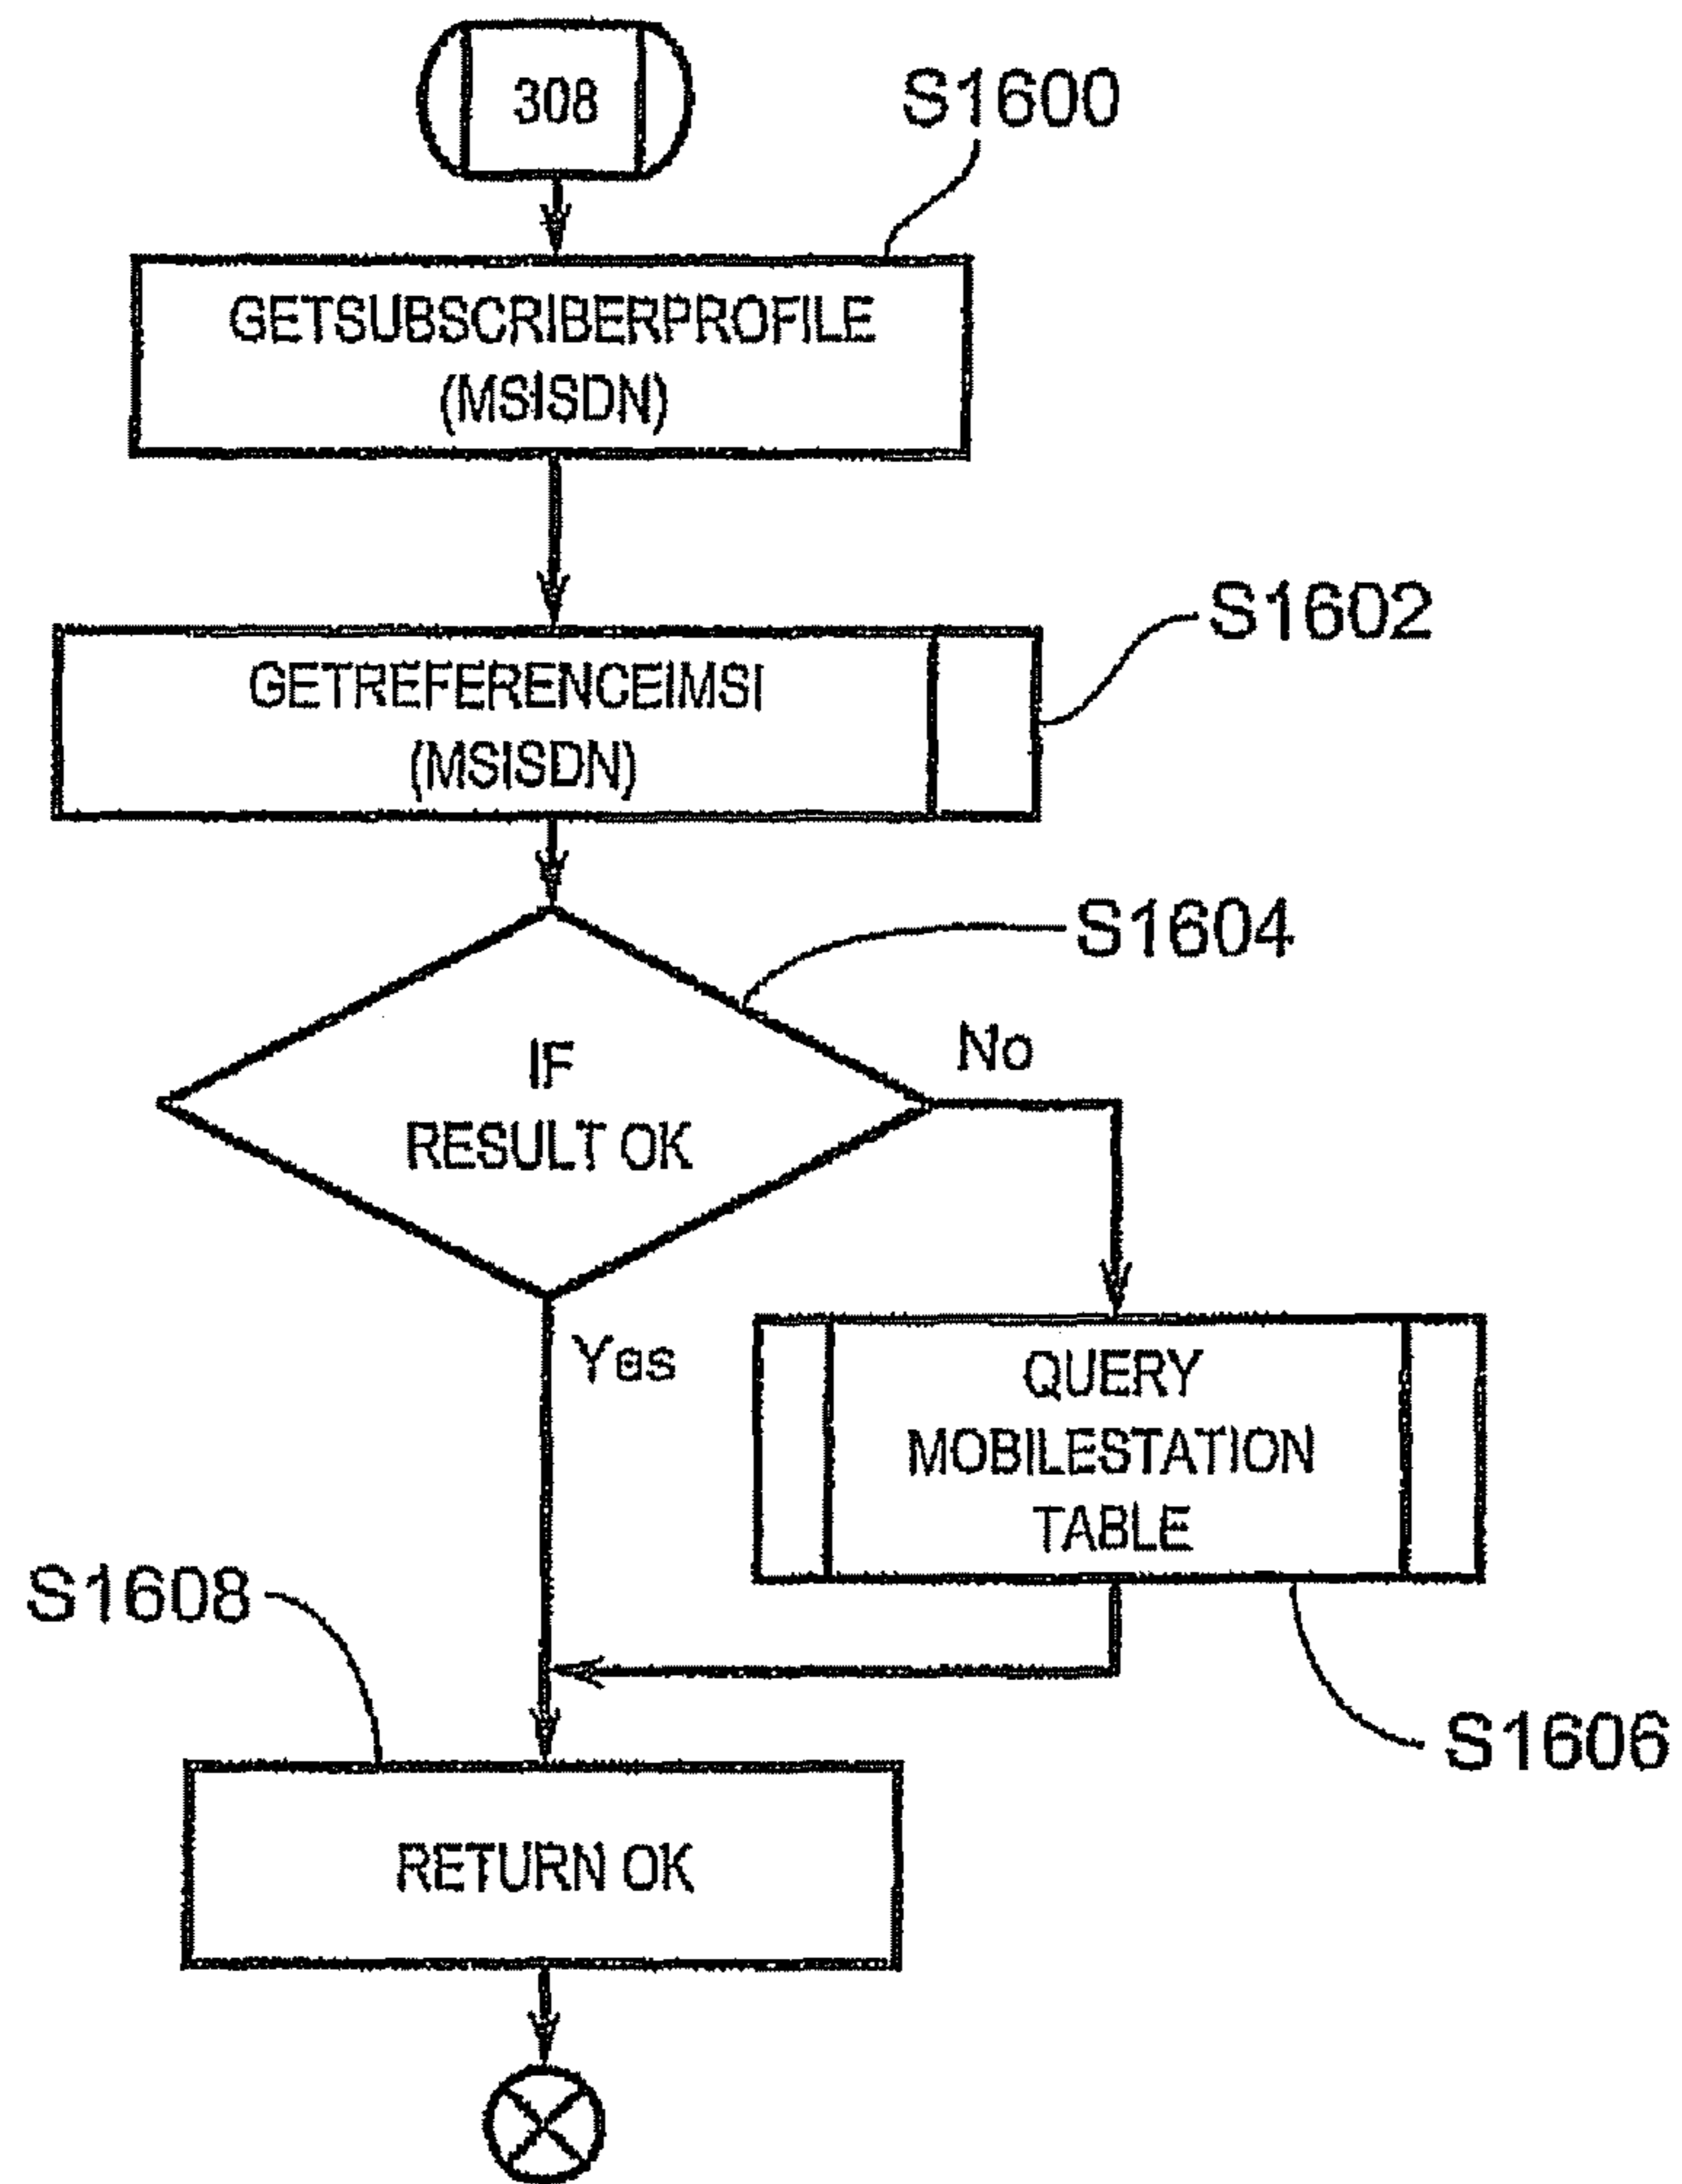 308
S1600
GETSUBSCRIBERPROFILE
(MSISDN)
S1602
GETREFERENCEIMSI
(MSISDN)
S1604
IF
RESULT OK
No
Yes
QUERY
MOBILESTATION
TABLE
S1608
S1606
RETURN OK